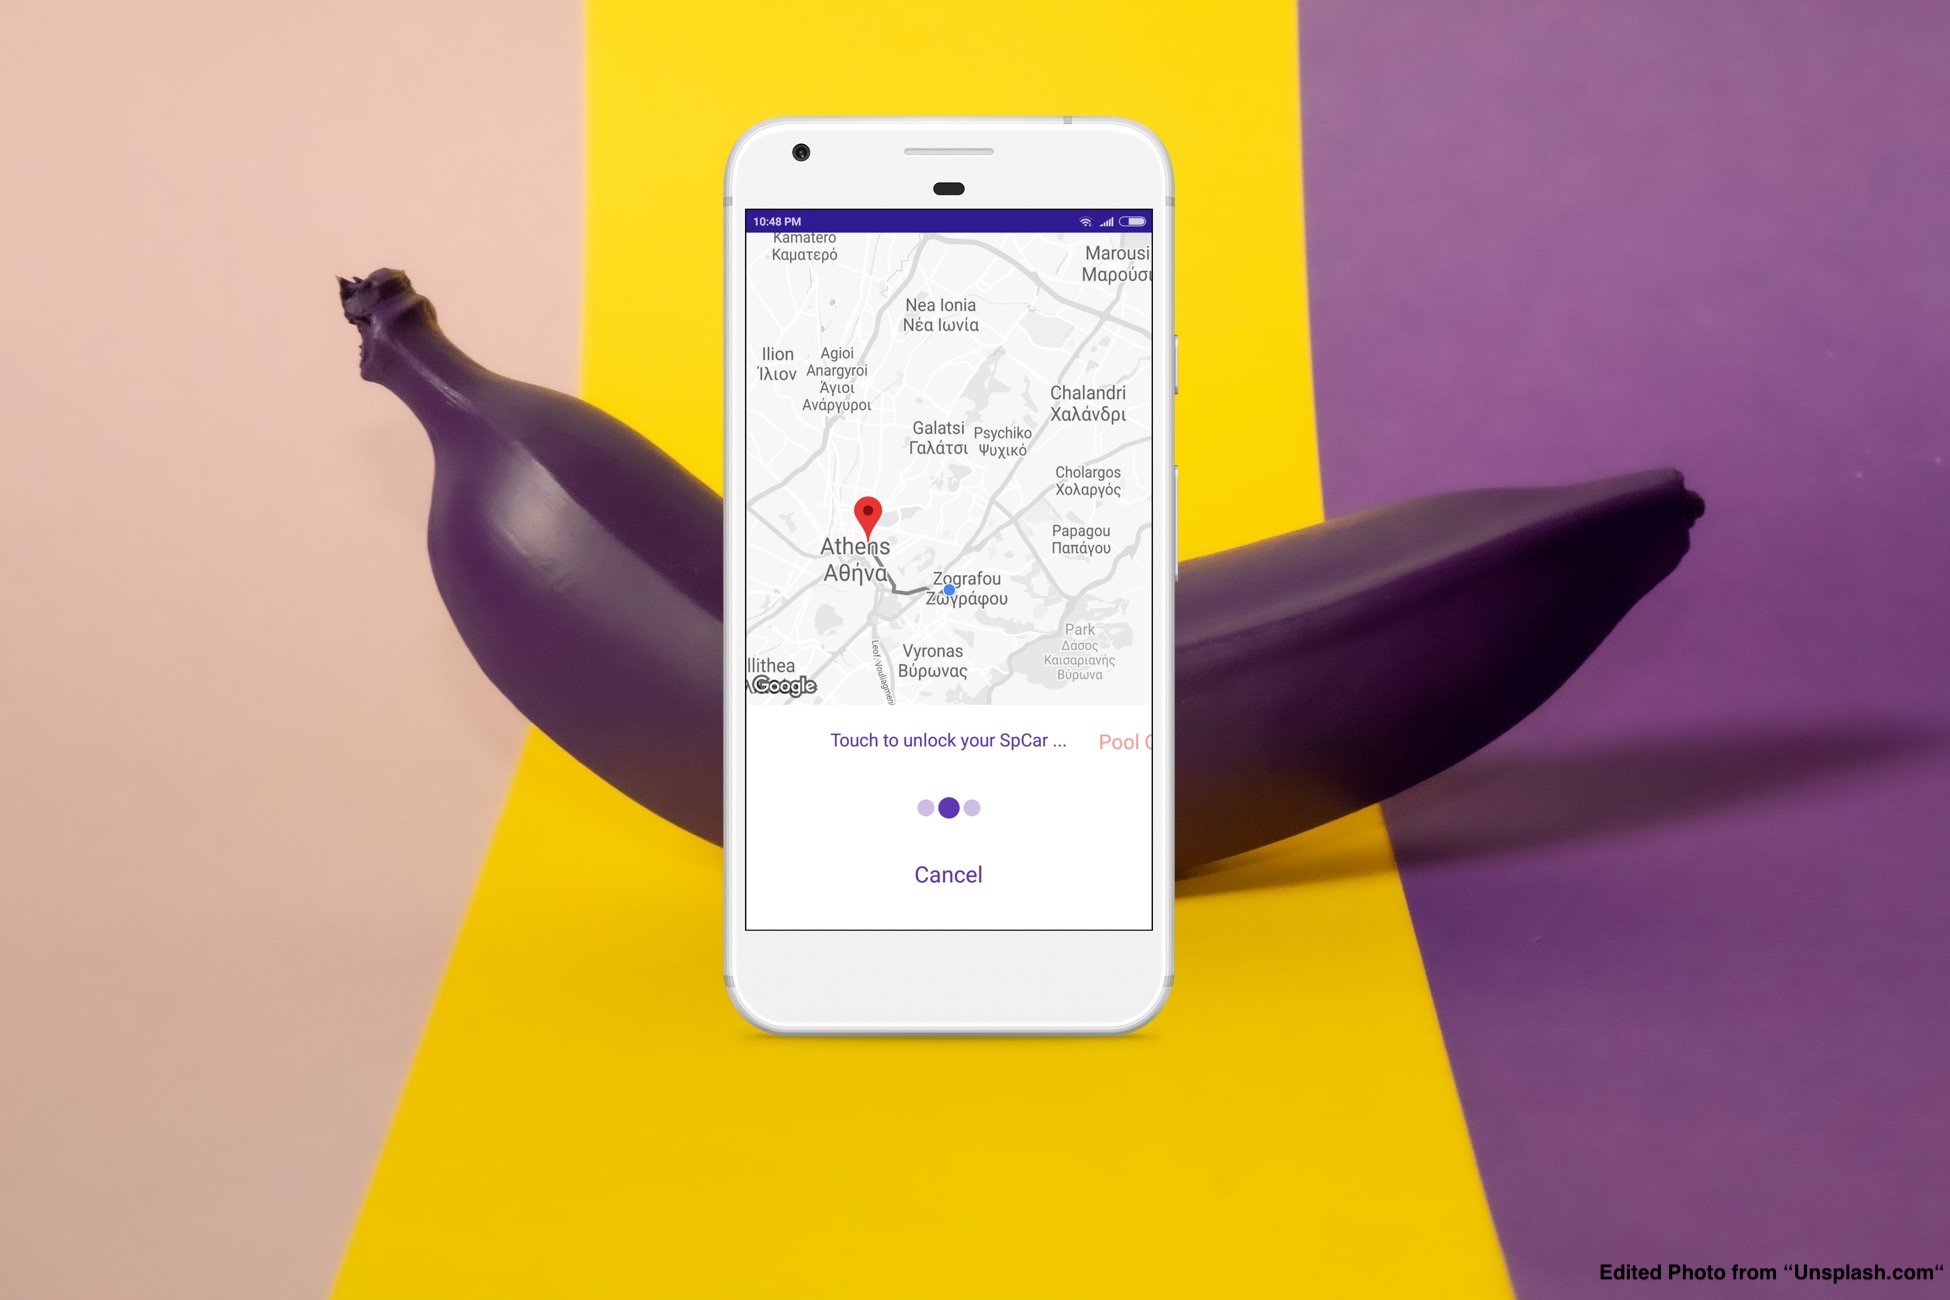 10:48 PM
Kamatero
Καματερό
Marousi
Μαρούσι
Nea Ionia
Νέα Ιωνία
Ilion
Ίλιον
Agioi
Anargyroi
Άγιοι
Ανάργυροι
Chalandri
Χαλάνδρι
Galatsi
Γαλάτσι
Psychiko
Ψυχικό
Cholargos
Χολαργός
Papagou
Παπάγου
Athens
Αθήνα
Zografou
Ζωγράφου
Park
Δάσος
Καισαριανής
Βύρωνα
Vyronas
Βύρωνας
Leof. Vouliagmen
llithea
Google
Touch to unlock your SpCar ...
Pool C
Cancel
Edited Photo from “Unsplash.com“